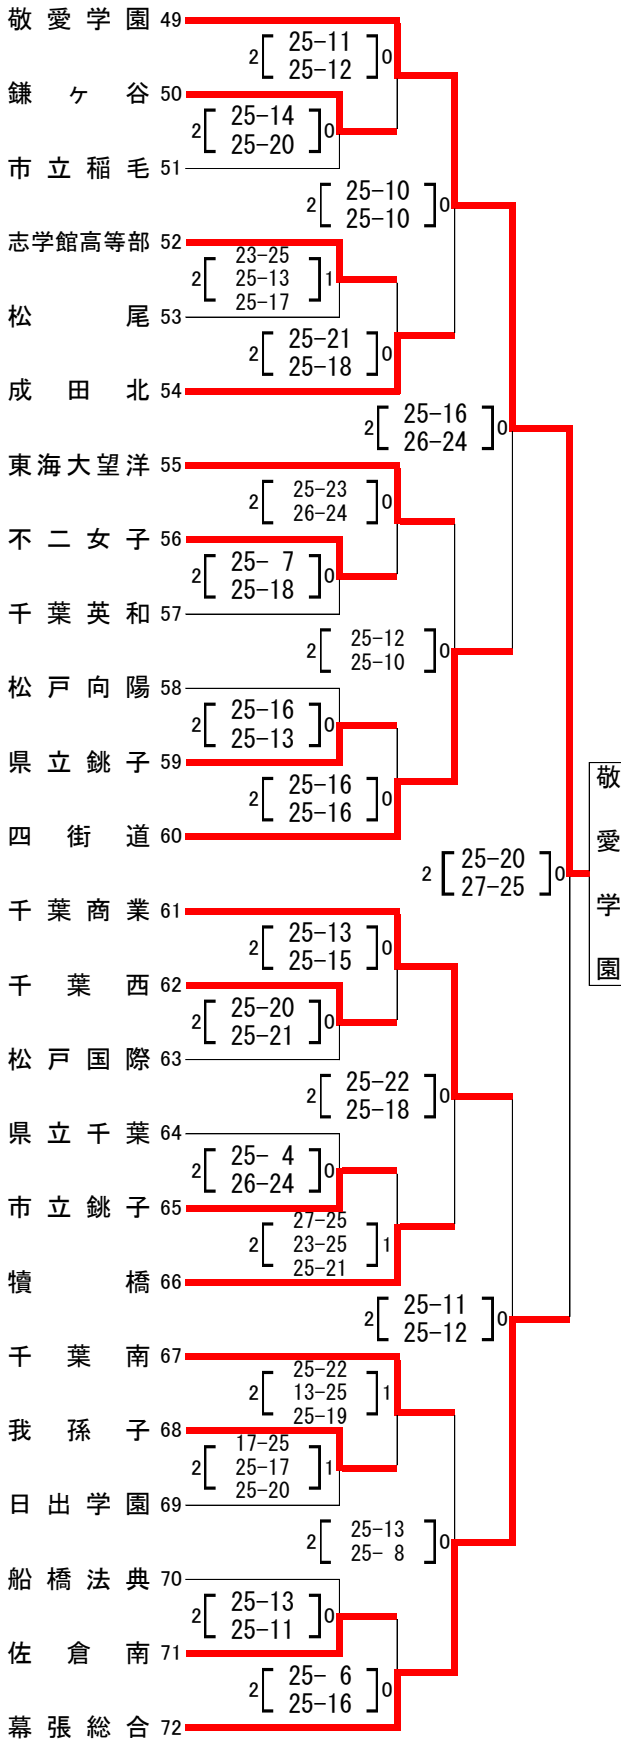 敬愛学園 49
2 25-11 0
25-12
鎌ヶ谷 50
2 25-14 0
25-20
市立稲毛 51
2 25-10 0
25-10
志学館高等部 52
23-25
2 25-13 1
25-17
松尾 53
2 25-21 0
25-18
成田北 54
2 25-16 0
26-24
東海大望洋 55
2 25-23 0
26-24
不二女子 56
2 25- 7 0
25-18
千葉英和 57
2 25-12 0
25-10
松戸向陽 58
2 25-16 0
25-13
県立銚子 59
2 25-16 0
25-16
四街道 60
2 25-20 0
27-25
敬愛学園
千葉商業 61
2 25-13 0
25-15
千葉西 62
2 25-20 0
25-21
松戸国際 63
2 25-22 0
25-18
県立千葉 64
2 25- 4 0
26-24
市立銚子 65
27-25
2 23-25 1
25-21
犢橋 66
2 25-11 0
25-12
千葉南 67
25-22
2 13-25 1
25-19
我孫子 68
17-25
2 25-17 1
25-20
日出学園 69
2 25-13 0
25- 8
船橋法典 70
2 25-13 0
25-11
佐倉南 71
2 25- 6 0
25-16
幕張総合 72